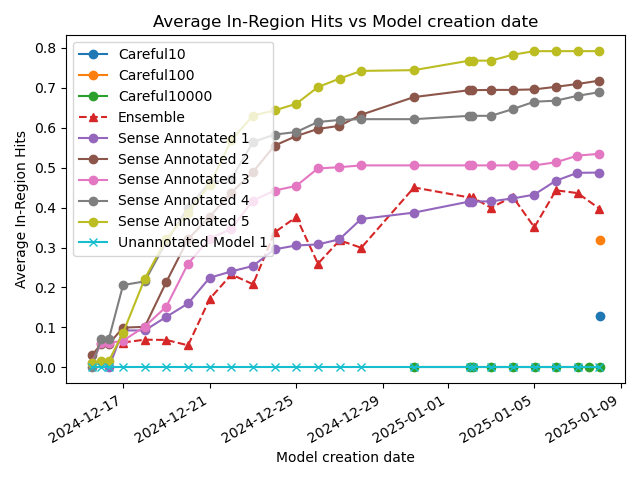 Average In-Region Hits vs Model creation date
0.8
0.7
0.6
0.5
0.4
0.3
0.2
0.1
0.0
Average In-Region Hits
Careful10
Careful100
Careful10000
Ensemble
Sense Annotated 1
Sense Annotated 2
Sense Annotated 3
Sense Annotated 4
Sense Annotated 5
Unannotated Model 1
2024-12-17
2024-12-21
2024-12-25
2024-12-29
2025-01-01
2025-01-05
2025-01-09
Model creation date